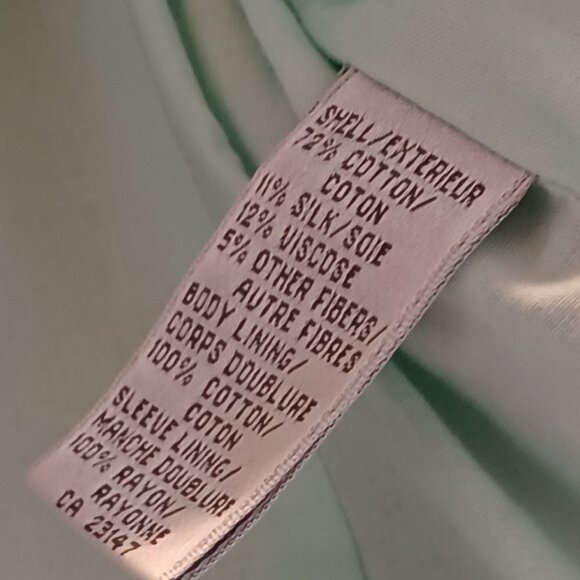 SHELL/EXTERIEUR
72% COTTON/
COTON
11% SILK/SOIE
12% VISCOSE
5% OTHER FIBERS/
AUTRE FIBRES
BODY LINING/
CORPS DOUBLURE
100% COTTON/
COTON
SLEEVE LINING/
MANCHE DOUBLURE
100% RAYON/
RAYONNE
CA 23147